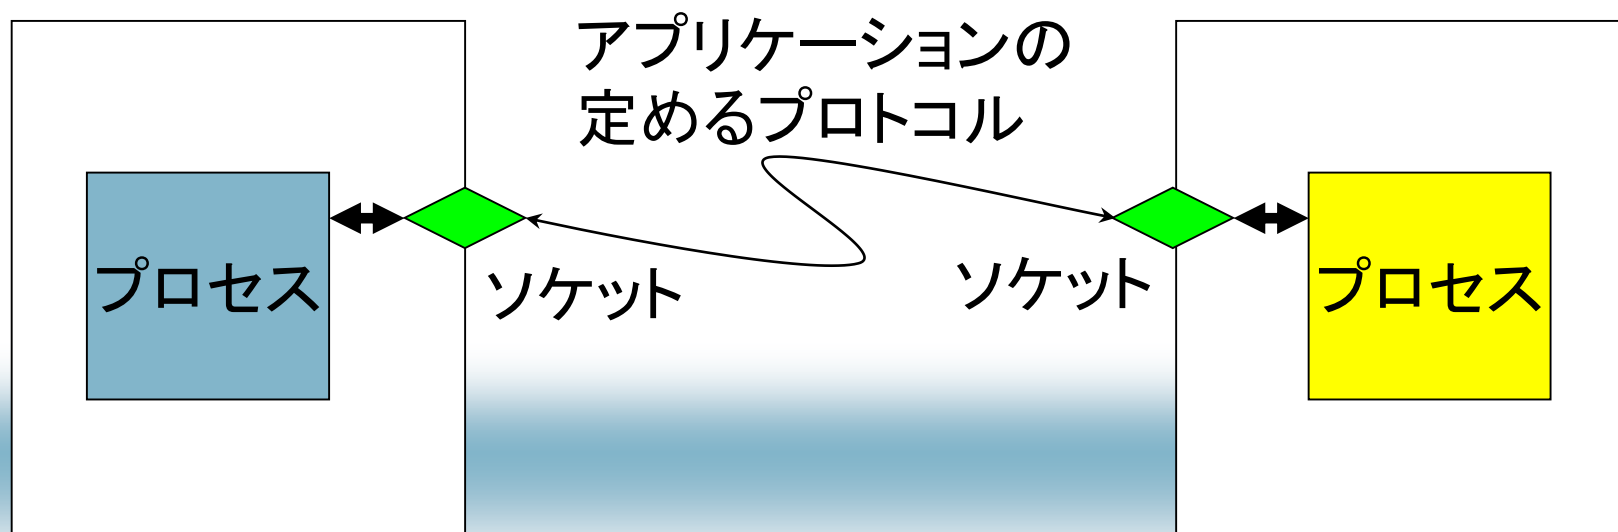 アプリケーションの
定めるプロトコル
プロセス
ソケット
ソケット
プロセス